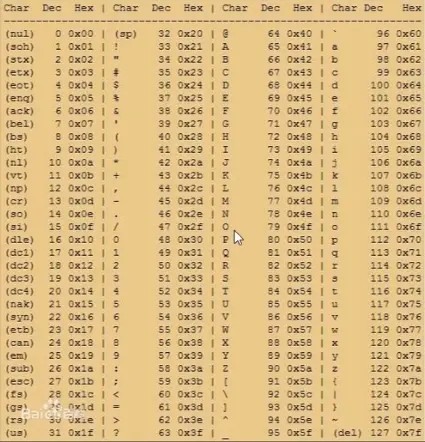 Char Dec Hex | Char Dec Hex | Char Dec Hex | Char Dec Hex
(nul) 0 0x00 | (sp) 32 0x20 | @ 64 0x40 | ` 96 0x60
(soh) 1 0x01 | ! 33 0x21 | A 65 0x41 | a 97 0x61
(stx) 2 0x02 | " 34 0x22 | B 66 0x42 | b 98 0x62
(etx) 3 0x03 | # 35 0x23 | C 67 0x43 | c 99 0x63
(eot) 4 0x04 | $ 36 0x24 | D 68 0x44 | d 100 0x64
(enq) 5 0x05 | % 37 0x25 | E 69 0x45 | e 101 0x65
(ack) 6 0x06 | & 38 0x26 | F 70 0x46 | f 102 0x66
(bel) 7 0x07 | ' 39 0x27 | G 71 0x47 | g 103 0x67
(bs) 8 0x08 | ( 40 0x28 | H 72 0x48 | h 104 0x68
(ht) 9 0x09 | ) 41 0x29 | I 73 0x49 | i 105 0x69
(nl) 10 0x0a | * 42 0x2a | J 74 0x4a | j 106 0x6a
(vt) 11 0x0b | + 43 0x2b | K 75 0x4b | k 107 0x6b
(np) 12 0x0c | , 44 0x2c | L 76 0x4c | l 108 0x6c
(cr) 13 0x0d | - 45 0x2d | M 77 0x4d | m 109 0x6d
(so) 14 0x0e | . 46 0x2e | N 78 0x4e | n 110 0x6e
(si) 15 0x0f | / 47 0x2f | O 79 0x4f | o 111 0x6f
(dle) 16 0x10 | 0 48 0x30 | P 80 0x50 | p 112 0x70
(dc1) 17 0x11 | 1 49 0x31 | Q 81 0x51 | q 113 0x71
(dc2) 18 0x12 | 2 50 0x32 | R 82 0x52 | r 114 0x72
(dc3) 19 0x13 | 3 51 0x33 | S 83 0x53 | s 115 0x73
(dc4) 20 0x14 | 4 52 0x34 | T 84 0x54 | t 116 0x74
(nak) 21 0x15 | 5 53 0x35 | U 85 0x55 | u 117 0x75
(syn) 22 0x16 | 6 54 0x36 | V 86 0x56 | v 118 0x76
(etb) 23 0x17 | 7 55 0x37 | W 87 0x57 | w 119 0x77
(can) 24 0x18 | 8 56 0x38 | X 88 0x58 | x 120 0x78
(em) 25 0x19 | 9 57 0x39 | Y 89 0x59 | y 121 0x79
(sub) 26 0x1a | : 58 0x3a | Z 90 0x5a | z 122 0x7a
(esc) 27 0x1b | ; 59 0x3b | [ 91 0x5b | { 123 0x7b
(fs) 28 0x1c | < 60 0x3c | \ 92 0x5c | | 124 0x7c
(gs) 29 0x1d | = 61 0x3d | ] 93 0x5d | } 125 0x7d
(rs) 30 0x1e | > 62 0x3e | ^ 94 0x5e | ~ 126 0x7e
(us) 31 0x1f | ? 63 0x3f | _ 95 0x5f | (del) 127 0x7f